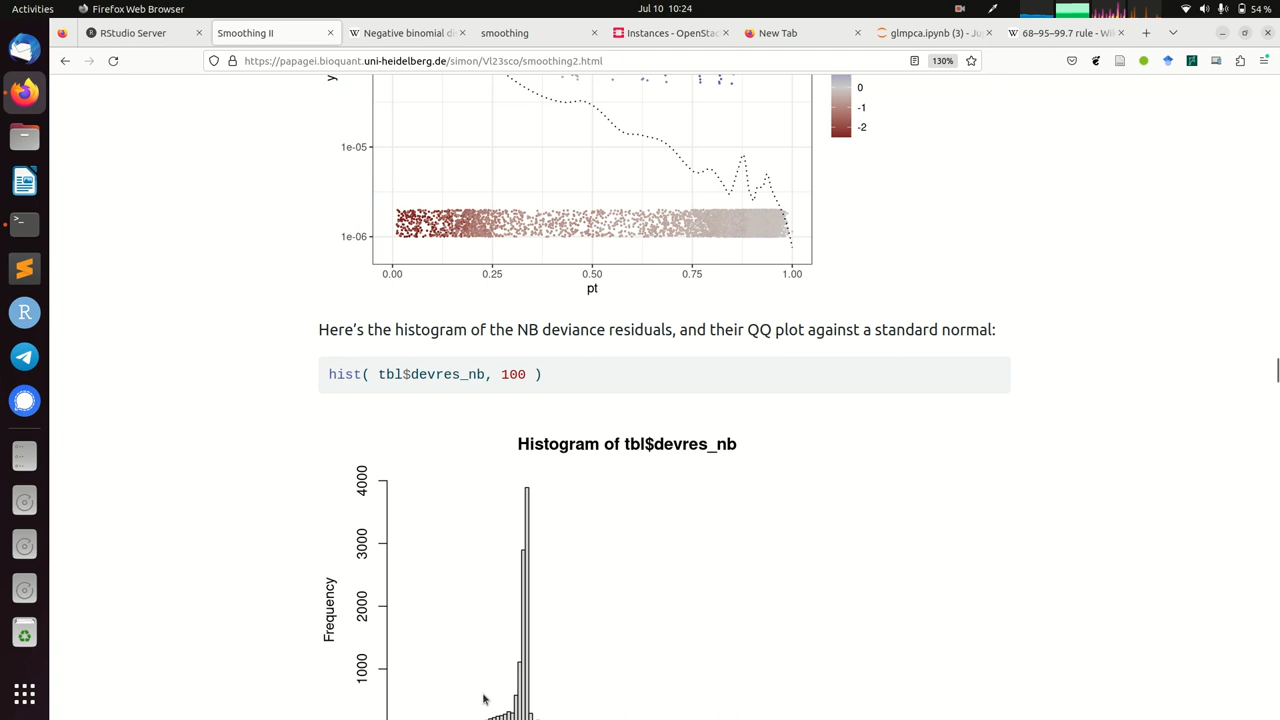 Activities
Firefox Web Browser
Jul 10 10:24
54 %
RStudio Server
Smoothing II
Negative binomial dis
smoothing
Instances - OpenStac
New Tab
glmpca.ipynb (3) - Ju
68–95–99.7 rule - Wik
https://papagei.bioquant.uni-heidelberg.de/simon/Vl23sco/smoothing2.html
130%
y
0
-1
-2
1e-05
1e-06
0.00 0.25 0.50 0.75 1.00
pt
Here's the histogram of the NB deviance residuals, and their QQ plot against a standard normal:
hist( tbl$devres_nb, 100 )
Histogram of tbl$devres_nb
4000
3000
2000
1000
Frequency